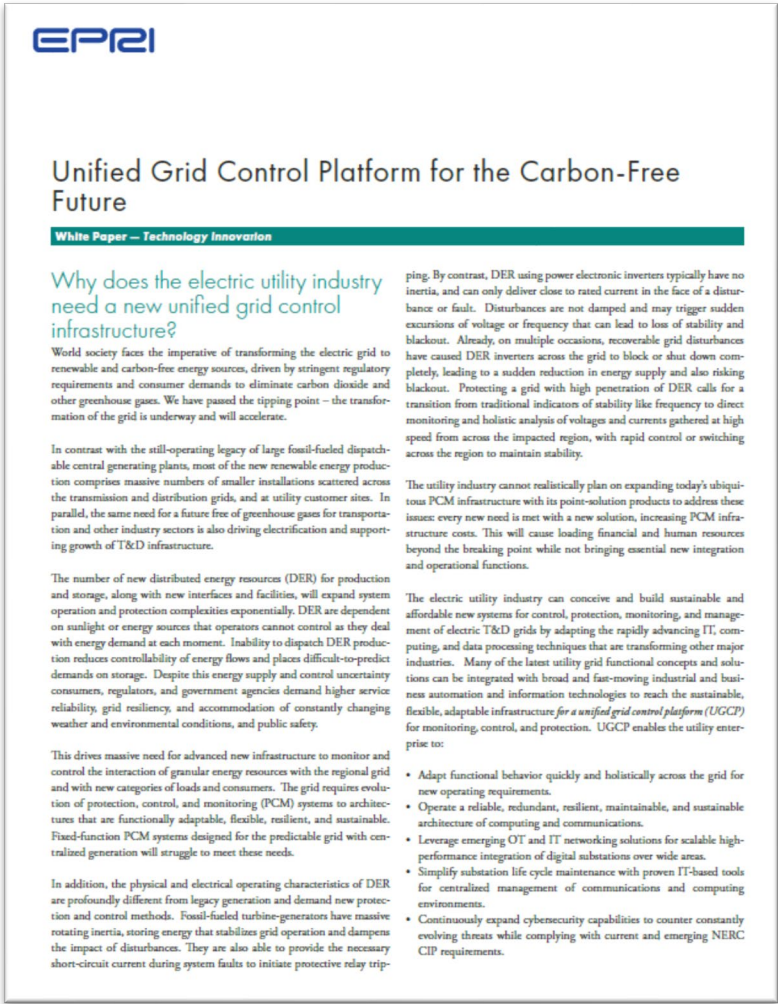 EPRI
Unified Grid Control Platform for the Carbon-Free
Future
White Paper — Technology Innovation
Why does the electric utility industry
need a new unified grid control
infrastructure?
World society faces the imperative of transforming the electric grid to
renewable and carbon-free energy sources, driven by stringent regulatory
requirements and consumer demands to eliminate carbon dioxide and
other greenhouse gases. We have passed the tipping point – the transfor-
mation of the grid is underway and will accelerate.
In contrast with the still-operating legacy of large fossil-fueled dispatch-
able central generating plants, most of the new renewable energy produc-
tion comprises massive numbers of smaller installations scattered across
the transmission and distribution grids, and at utility customer sites. In
parallel, the same need for a future free of greenhouse gases for transporta-
tion and other industry sectors is also driving electrification and support-
ing growth of T&D infrastructure.
The number of new distributed energy resources (DER) for production
and storage, along with new interfaces and facilities, will expand system
operation and protection complexities exponentially. DER are dependent
on sunlight or energy sources that operators cannot control as they deal
with energy demand at each moment. Inability to dispatch DER produc-
tion reduces controllability of energy flows and places difficult-to-predict
demands on storage. Despite this energy supply and control uncertainty
consumers, regulators, and government agencies demand higher service
reliability, grid resiliency, and accommodation of constantly changing
weather and environmental conditions, and public safety.
This drives massive need for advanced new infrastructure to monitor and
control the interaction of granular energy resources with the regional grid
and with new categories of loads and consumers. The grid requires evolu-
tion of protection, control, and monitoring (PCM) systems to architec-
tures that are functionally adaptable, flexible, resilient, and sustainable.
Fixed-function PCM systems designed for the predictable grid with cen-
tralized generation will struggle to meet these needs.
In addition, the physical and electrical operating characteristics of DER
are profoundly different from legacy generation and demand new protec-
tion and control methods. Fossil-fueled turbine-generators have massive
rotating inertia, storing energy that stabilizes grid operation and dampens
the impact of disturbances. They are also able to provide the necessary
short-circuit current during system faults to initiate protective relay trip-
ping. By contrast, DER using power electronic inverters typically have no
inertia, and can only deliver close to rated current in the face of a distur-
bance or fault. Disturbances are not damped and may trigger sudden
excursions of voltage or frequency that can lead to loss of stability and
blackout. Already, on multiple occasions, recoverable grid disturbances
have caused DER inverters across the grid to block or shut down com-
pletely, leading to a sudden reduction in energy supply and also risking
blackout. Protecting a grid with high penetration of DER calls for a
transition from traditional indicators of stability like frequency to direct
monitoring and holistic analysis of voltages and currents gathered at high
speed from across the impacted region, with rapid control or switching
across the region to maintain stability.
The utility industry cannot realistically plan on expanding today's ubiqui-
tous PCM infrastructure with its point-solution products to address these
issues: every new need is met with a new solution, increasing PCM infra-
structure costs. This will cause loading financial and human resources
beyond the breaking point while not bringing essential new integration
and operational functions.
The electric utility industry can conceive and build sustainable and
affordable new systems for control, protection, monitoring, and manage-
ment of electric T&D grids by adapting the rapidly advancing IT, com-
puting, and data processing techniques that are transforming other major
industries. Many of the latest utility grid functional concepts and solu-
tions can be integrated with broad and fast-moving industrial and busi-
ness automation and information technologies to reach the sustainable,
flexible, adaptable infrastructure for a unified grid control platform (UGCP)
for monitoring, control, and protection. UGCP enables the utility enter-
prise to:
• Adapt functional behavior quickly and holistically across the grid for
new operating requirements.
• Operate a reliable, redundant, resilient, maintainable, and sustainable
architecture of computing and communications.
• Leverage emerging OT and IT networking solutions for scalable high-
performance integration of digital substations over wide areas.
• Simplify substation life cycle maintenance with proven IT-based tools
for centralized management of communications and computing
environments.
• Continuously expand cybersecurity capabilities to counter constantly
evolving threats while complying with current and emerging NERC
CIP requirements.